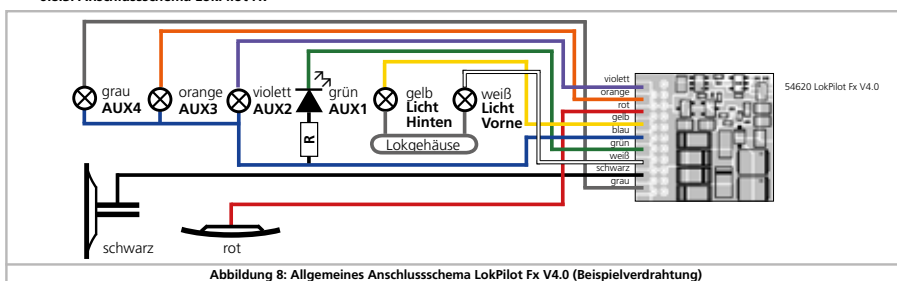 violett
54620 LokPilot Fx V4.0
orange
rot
gelb
blau
grün
weiß
schwarz
grau
grau
AUX4
orange
AUX3
violett
AUX2
grün
AUX1
gelb
Licht
Hinten
weiß
Licht
Vorne
R
Lokgehäuse
schwarz
rot
Abbildung 8: Allgemeines Anschlussschema LokPilot Fx V4.0 (Beispielverdrahtung)